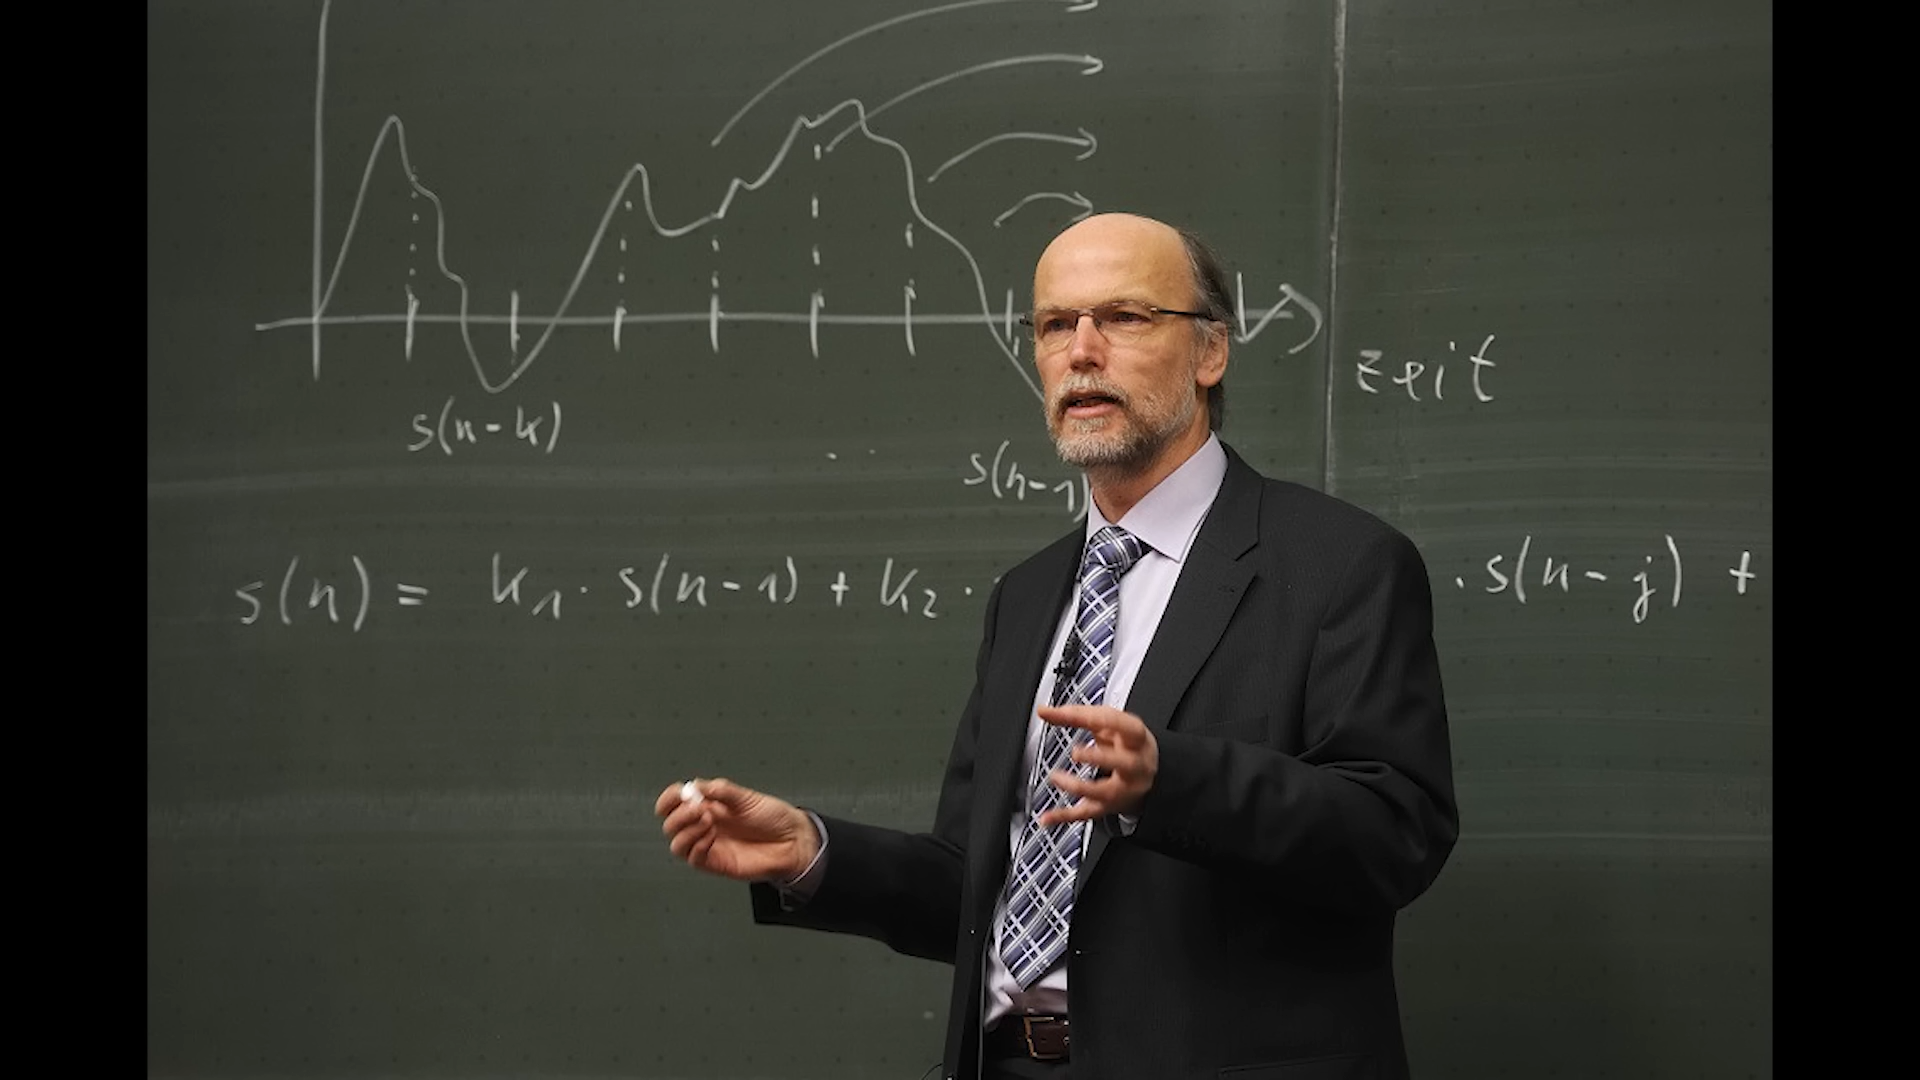 Zeit
s(n-k)
s(n-1)
s(n) = k₁ · s(n-1) + k₂ · · s(n-j) +